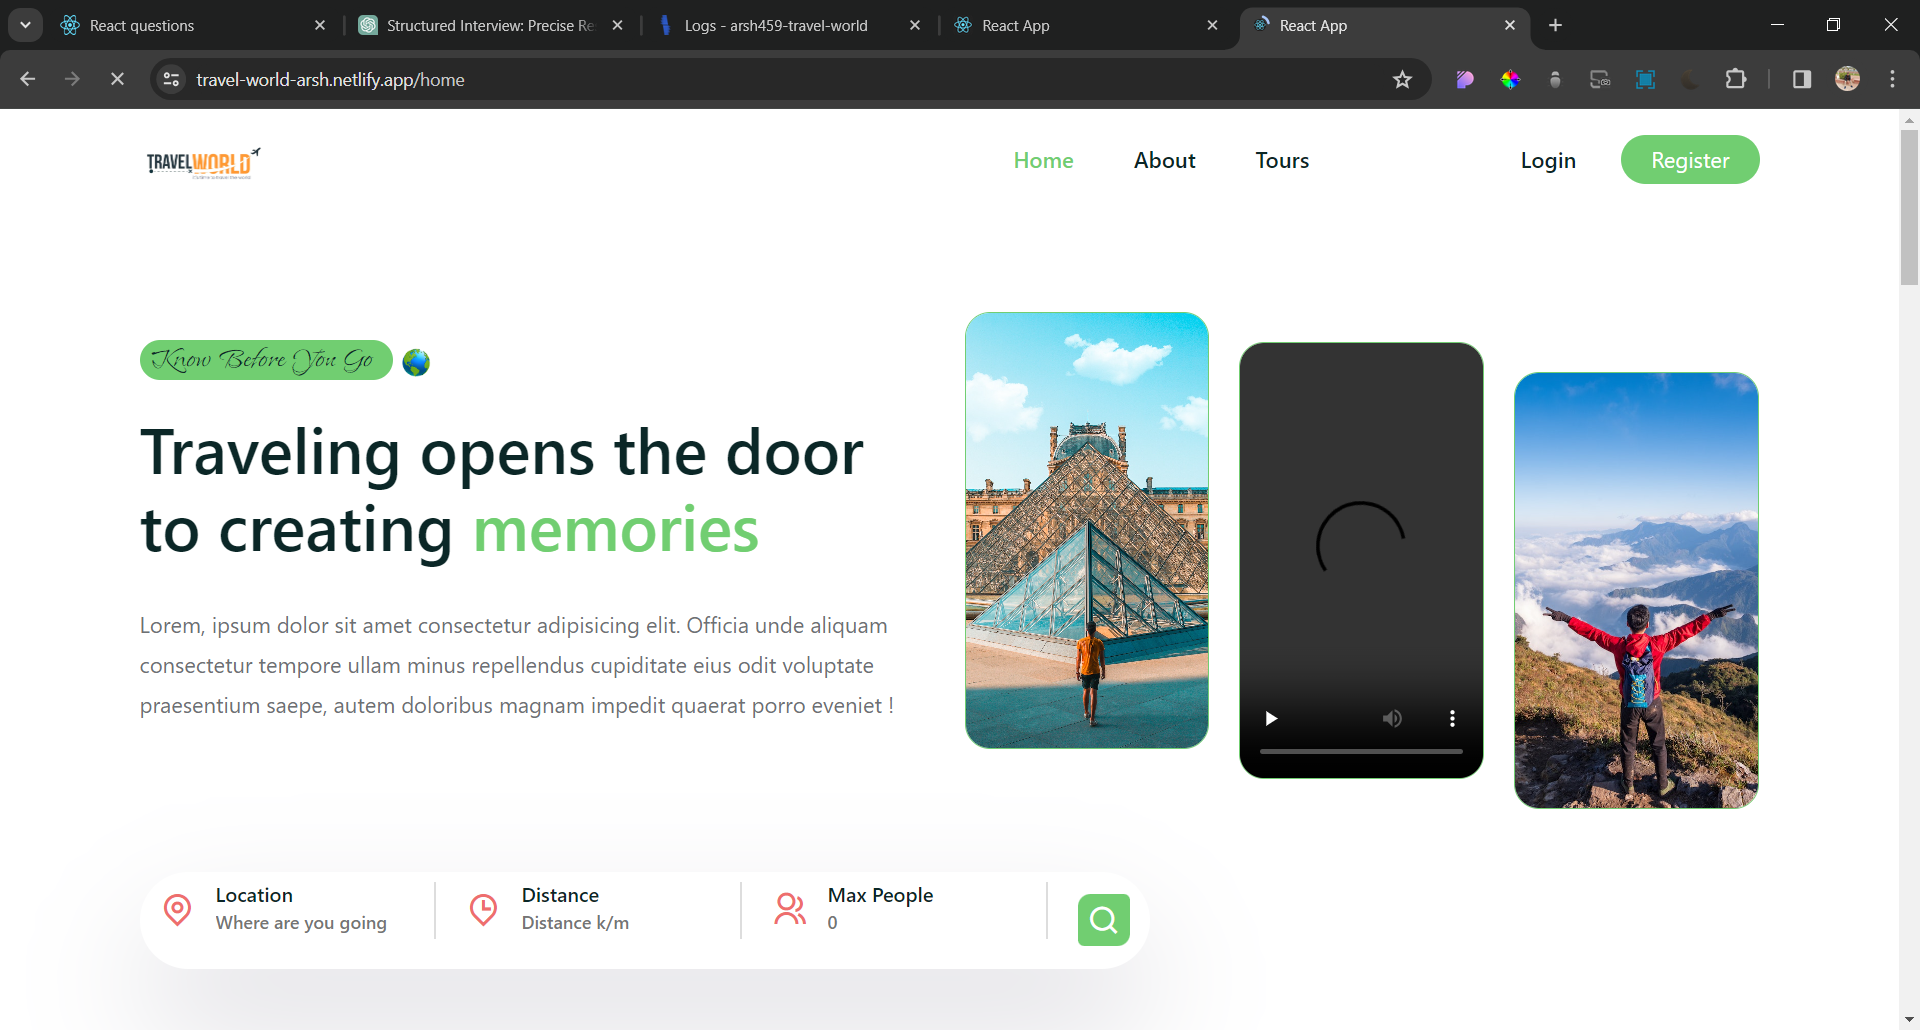 React questions
Structured Interview: Precise Re
Logs - arsh459-travel-world
React App
React App
travel-world-arsh.netlify.app/home
TRAVELWORLD
Home
About
Tours
Login
Register
Know Before You Go
Traveling opens the door
to creating memories
Lorem, ipsum dolor sit amet consectetur adipisicing elit. Officia unde aliquam
consectetur tempore ullam minus repellendus cupiditate eius odit voluptate
praesentium saepe, autem doloribus magnam impedit quaerat porro eveniet !
Location
Where are you going
Distance
Distance k/m
Max People
0